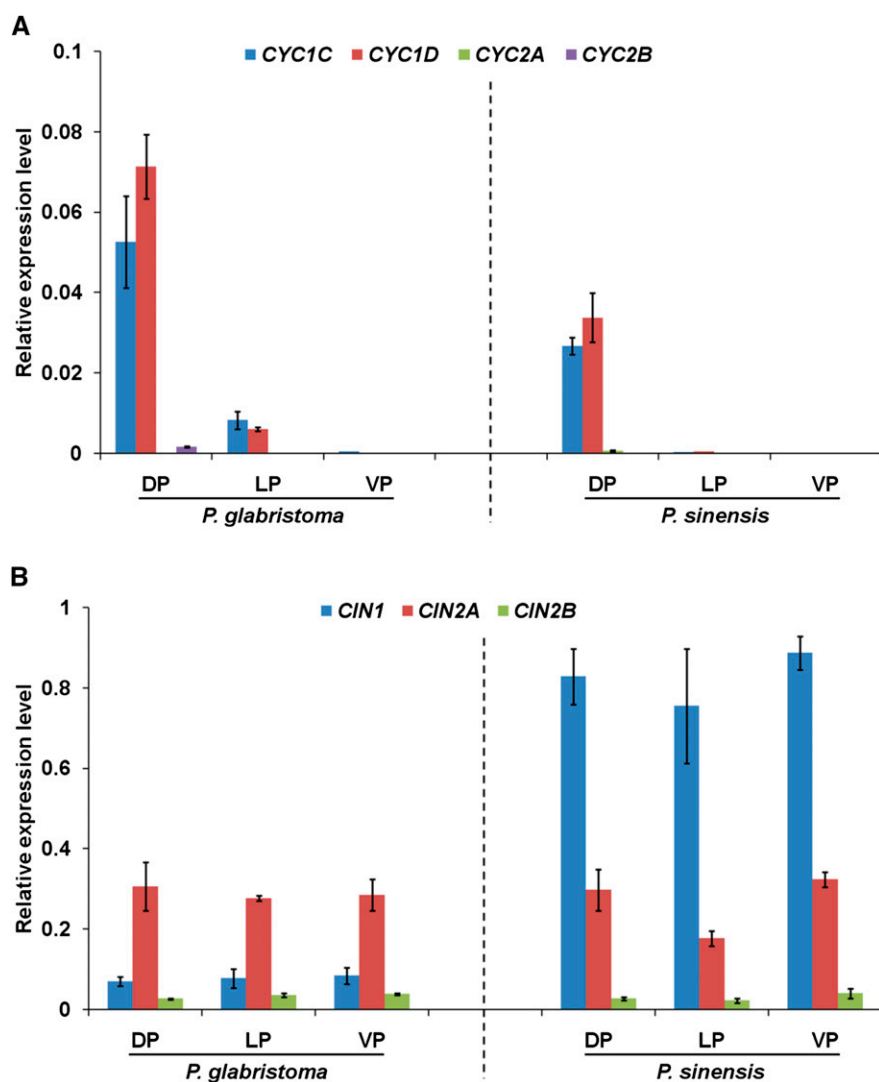 A
CYC1C CYC1D CYC2A CYC2B
Relative expression level
0.1
0.08
0.06
0.04
0.02
0
DP LP VP DP LP VP
P. glabristoma P. sinensis
B
CIN1 CIN2A CIN2B
Relative expression level
1
0.8
0.6
0.4
0.2
0
DP LP VP DP LP VP
P. glabristoma P. sinensis